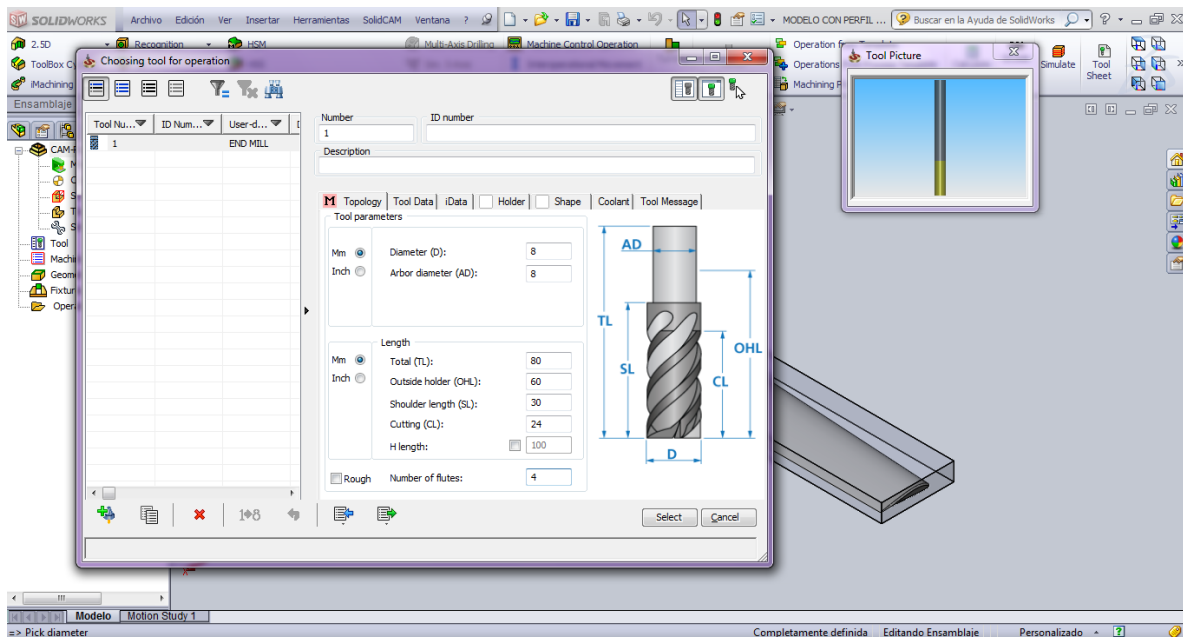 SOLIDWORKS Archivo Edición Ver Insertar Herramientas SolidCAM Ventana ? MODELO CON PERFIL ... Buscar en la Ayuda de SolidWorks
2.5D Recognition HSM Multi-Axis Drilling Machine Control Operation Simulate Tool Sheet
ToolBox Operations
iMachining Machining
Ensamblaje
Choosing tool for operation
Tool Picture
Tool Nu... ID Num... User-d...
1 END MILL
Number ID number
1
Description
M Topology Tool Data iData Holder Shape Coolant Tool Message
Tool parameters
Mm Diameter (D): 8
Inch Arbor diameter (AD): 8
Length
Mm Total (TL): 80
Inch Outside holder (OHL): 60
Shoulder length (SL): 30
Cutting (CL): 24
H length: 100
Rough Number of flutes: 4
AD
TL
OHL
SL
CL
D
Select Cancel
Tool
Modelo Motion Study 1
=> Pick diameter Completamente definida Editando Ensamblaje Personalizado